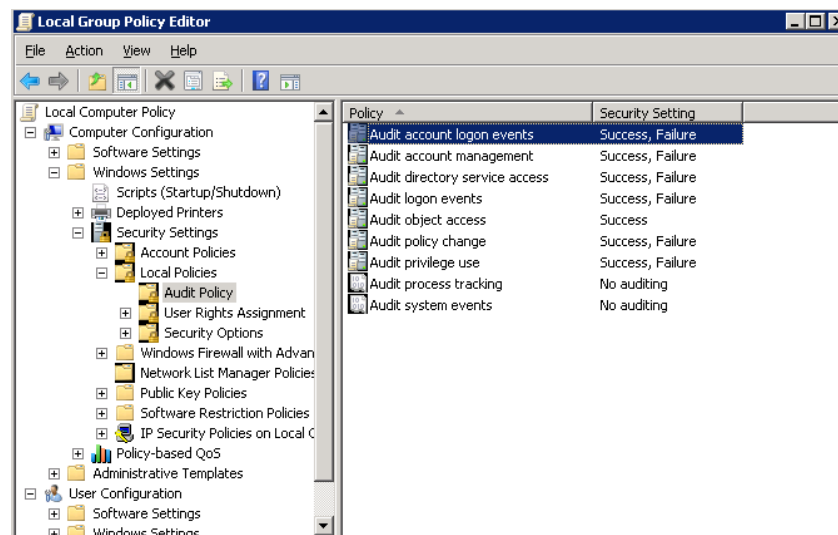 Local Group Policy Editor
File Action View Help
Local Computer Policy
Computer Configuration
Software Settings
Windows Settings
Scripts (Startup/Shutdown)
Deployed Printers
Security Settings
Account Policies
Local Policies
Audit Policy
User Rights Assignment
Security Options
Windows Firewall with Advan
Network List Manager Policies
Public Key Policies
Software Restriction Policies
IP Security Policies on Local C
Policy-based QoS
Administrative Templates
User Configuration
Software Settings
Windows Settings
Policy Security Setting
Audit account logon events Success, Failure
Audit account management Success, Failure
Audit directory service access Success, Failure
Audit logon events Success, Failure
Audit object access Success
Audit policy change Success, Failure
Audit privilege use Success, Failure
Audit process tracking No auditing
Audit system events No auditing